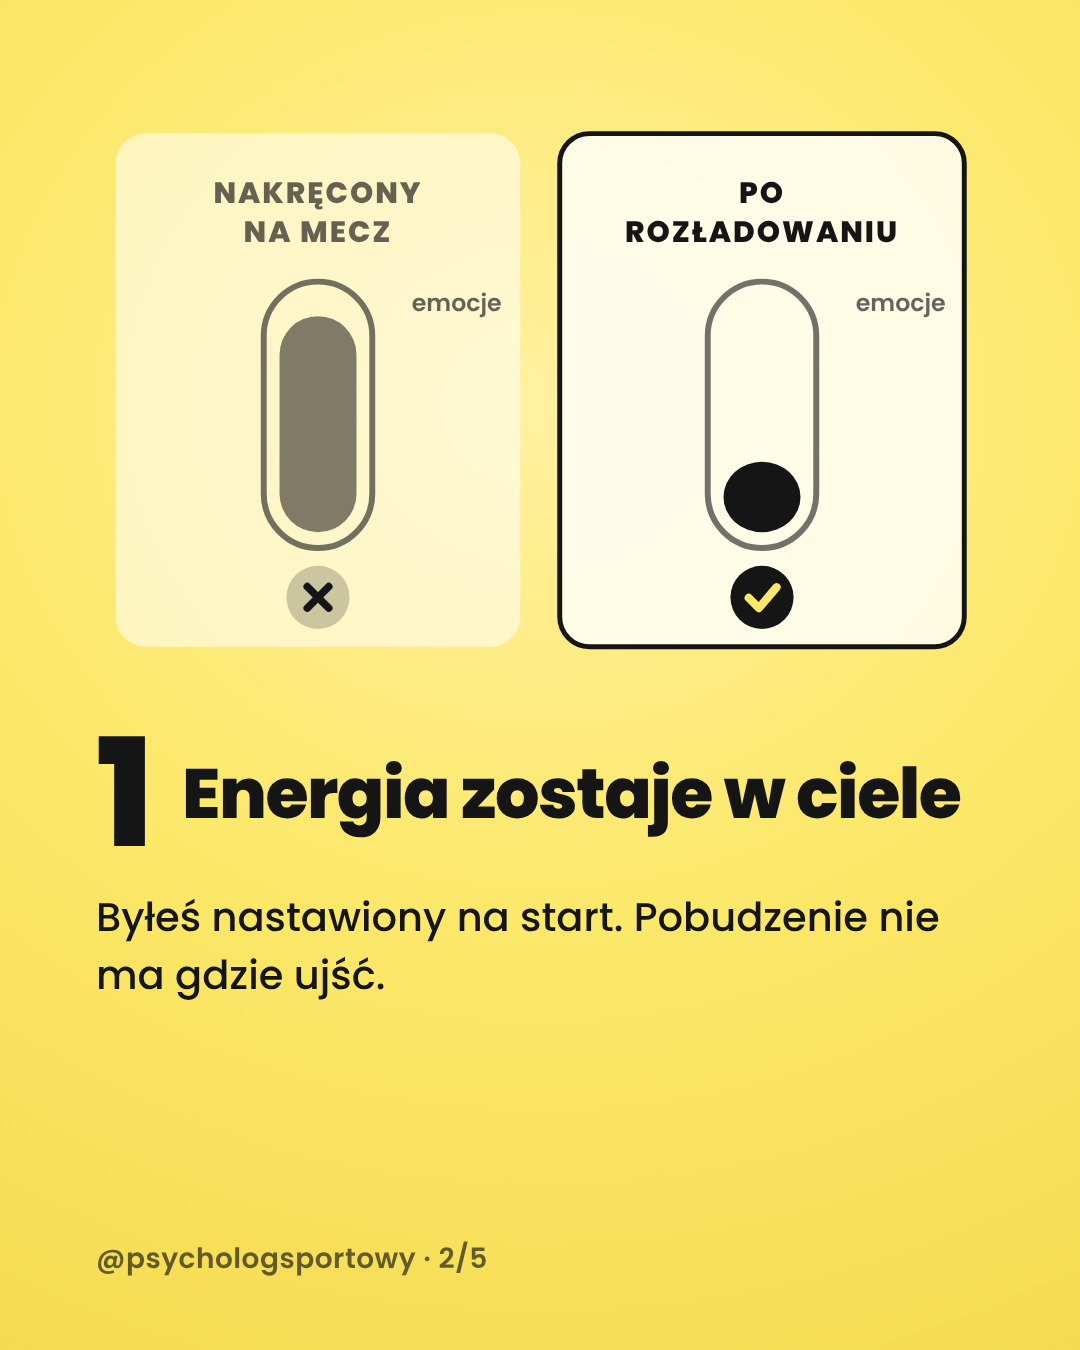 NAKRĘCONY
NA MECZ
emocje
PO
ROZŁADOWANIU
emocje
1 Energia zostaje w ciele
Byłeś nastawiony na start. Pobudzenie nie
ma gdzie ujść.
@psychologsportowy · 2/5